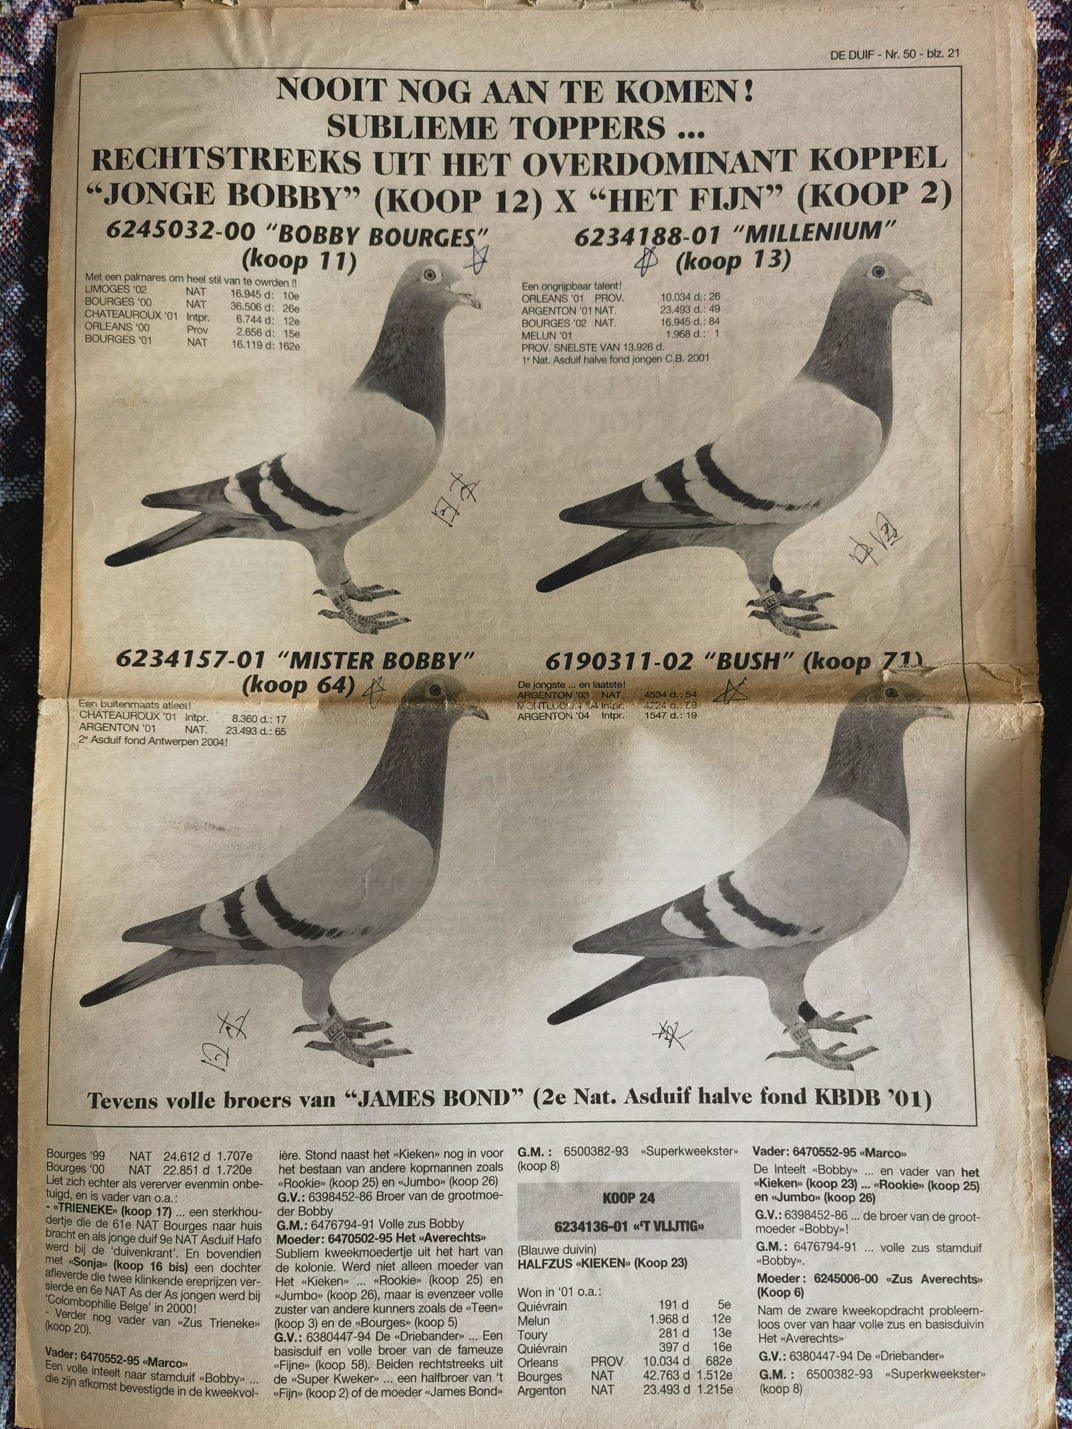 DE DUIF - Nr. 50 - blz. 21
NOOIT NOG AAN TE KOMEN!
SUBLIEME TOPPERS ...
RECHTSTREEKS UIT HET OVERDOMINANT KOPPEL
“JONGE BOBBY” (KOOP 12) X “HET FIJN” (KOOP 2)
6245032-00 “BOBBY BOURGES”
(koop 11)
Met een palmares om heel stil van te owrden !!
LIMOGES '02 NAT 16.945 d: 10e
BOURGES '00 NAT 36.506 d: 26e
CHATEAUROUX '01 Intpr. 6.744 d: 12e
ORLEANS '00 Prov 2.656 d: 15e
BOURGES '01 NAT 16.119 d: 162e
6234188-01 “MILLENIUM”
(koop 13)
Een ongrijpbaar talent!
ORLEANS '01 PROV. 10.034 d.: 26
ARGENTON '01 NAT. 23.493 d.: 49
BOURGES '02 NAT. 16.945 d.: 84
MELUN '01 1.968 d.: 1
PROV. SNELSTE VAN 13.926 d.
1e Nat. Asduif halve fond jongen C.B. 2001
6234157-01 “MISTER BOBBY”
(koop 64)
Een buitenmaats atleet!
CHATEAUROUX '01 Intpr. 8.360 d.: 17
ARGENTON '01 NAT. 23.493 d.: 65
2e Asduif fond Antwerpen 2004!
6190311-02 “BUSH” (koop 71)
De jongste ... en laatste!
ARGENTON '03 NAT. 4534 d.: 54
MONTLUCON '04 Intpr. 4224 d.: 59
ARGENTON '04 Intpr. 1547 d.: 19
Tevens volle broers van “JAMES BOND” (2e Nat. Asduif halve fond KBDB '01)
Bourges '99 NAT 24.612 d 1.707e
Bourges '00 NAT 22.851 d 1.720e
Liet zich echter als vererver evenmin onbe-
tuigd, en is vader van o.a.:
- «TRIENEKE» (koop 17) ... een sterkhou-
dertje die de 61e NAT Bourges naar huis
bracht en als jonge duif 9e NAT Asduif Hafo
werd bij de 'duivenkrant'. En bovendien
met «Sonja» (koop 16 bis) een dochter
afleverde die twee klinkende ereprijzen ver-
sierde en 6e NAT As der As jongen werd bij
'Colombophilie Belge' in 2000!
- Verder nog vader van «Zus Trieneke»
(koop 20).
Vader: 6470552-95 «Marco»
Een volle inteelt naar stamduif «Bobby» ...
die zijn afkomst bevestigde in de kweekvol-
ière. Stond naast het «Kieken» nog in voor
het bestaan van andere kopmannen zoals
«Rookie» (koop 25) en «Jumbo» (koop 26)
G.V.: 6398452-86 Broer van de grootmoe-
der Bobby
G.M.: 6476794-91 Volle zus Bobby
Moeder: 6470502-95 Het «Averechts»
Subliem kweekmoedertje uit het hart van
de kolonie. Werd niet alleen moeder van
Het «Kieken» ... «Rookie» (koop 25) en
«Jumbo» (koop 26), maar is evenzeer volle
zuster van andere kunners zoals de «Teen»
(koop 3) en de «Bourges» (koop 5)
G.V.: 6380447-94 De «Driebander» ... Een
basisduif en volle broer van de fameuze
«Fijne» (koop 58). Beiden rechtstreeks uit
de «Super Kweker» ... een halfbroer van 't
«Fijn» (koop 2) of de moeder «James Bond»
G.M.: 6500382-93 «Superkweekster»
(koop 8)
KOOP 24
6234136-01 «'T VLIJTIG»
(Blauwe duivin)
HALFZUS «KIEKEN» (Koop 23)
Won in '01 o.a.:
Quiévrain 191 d 5e
Melun 1.968 d 12e
Toury 281 d 13e
Quiévrain 397 d 16e
Orleans PROV 10.034 d 682e
Bourges NAT 42.763 d 1.512e
Argenton NAT 23.493 d 1.215e
Vader: 6470552-95 «Marco»
De Inteelt «Bobby» ... en vader van het
«Kieken» (koop 23) ... «Rookie» (koop 25)
en «Jumbo» (koop 26)
G.V.: 6398452-86 ... de broer van de groot-
moeder «Bobby»!
G.M.: 6476794-91 ... volle zus stamduif
«Bobby».
Moeder: 6245006-00 «Zus Averechts»
(Koop 6)
Nam de zware kweekopdracht probleem-
loos over van haar volle zus en basisduivin
Het «Averechts»
G.V.: 6380447-94 De «Driebander»
G.M.: 6500382-93 «Superkweekster»
(koop 8)